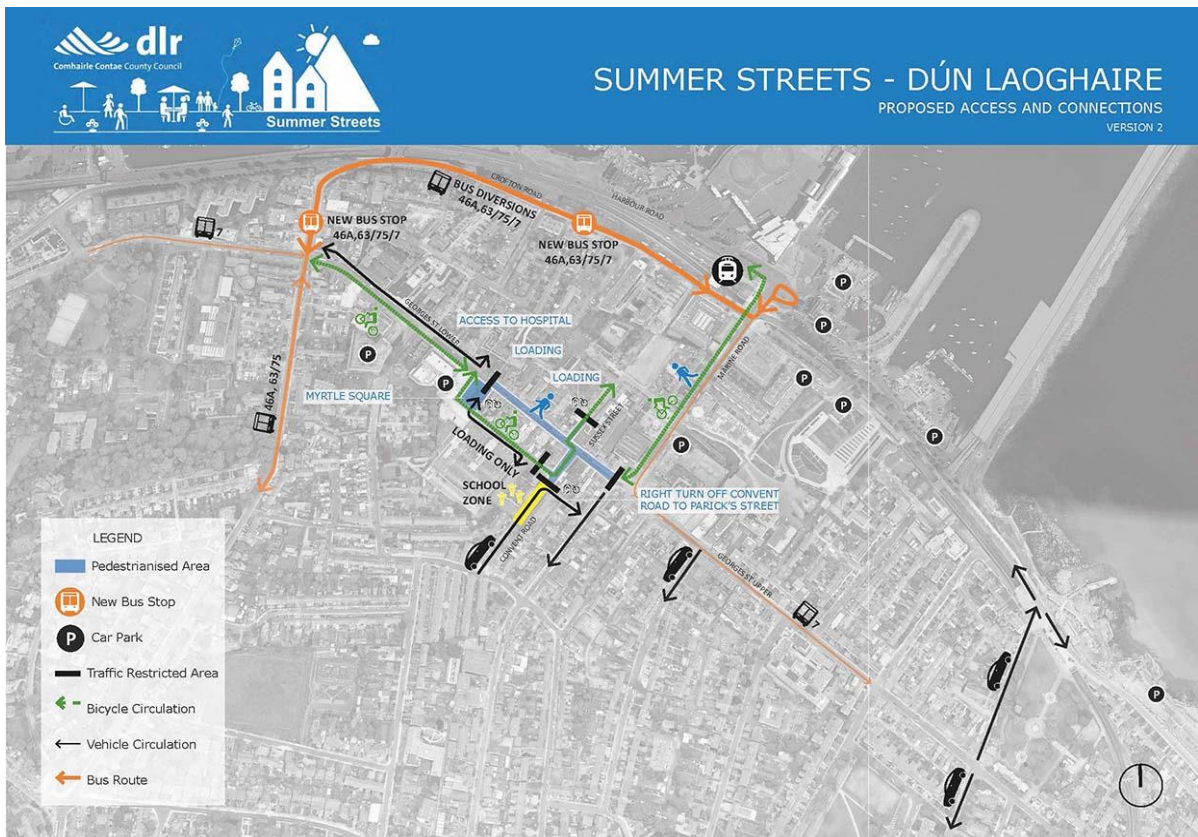 dlr
Comhairle Contae County Council
Summer Streets
SUMMER STREETS - DÚN LAOGHAIRE
PROPOSED ACCESS AND CONNECTIONS
VERSION 2
CROFTON ROAD
HARBOUR ROAD
BUS DIVERSIONS
46A,63/75/7
7
NEW BUS STOP
46A,63/75/7
NEW BUS STOP
46A,63/75/7
P
P
GEORGES ST LOWER
ACCESS TO HOSPITAL
LOADING
LOADING
P
P
MYRTLE SQUARE
P
P
P
P
MARINE ROAD
SUSSEX STREET
46A, 63/75
LOADING ONLY
P
SCHOOL
ZONE
RIGHT TURN OFF CONVENT
ROAD TO PARICK'S STREET
CONVENT ROAD
GEORGES ST UPPER
7
P
LEGEND
Pedestrianised Area
New Bus Stop
P
Car Park
Traffic Restricted Area
Bicycle Circulation
Vehicle Circulation
Bus Route